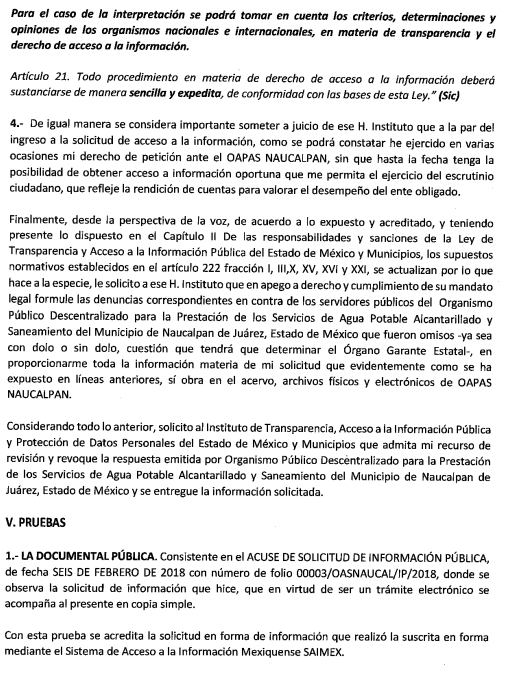 Para el caso de la interpretación se podrá tomar en cuenta los criterios, determinaciones y
opiniones de los organismos nacionales e internacionales, en materia de transparencia y el
derecho de acceso a la información.
Artículo 21. Todo procedimiento en materia de derecho de acceso a la información deberá
sustanciarse de manera sencilla y expedita, de conformidad con las bases de esta Ley.” (Sic)
4.- De igual manera se considera importante someter a juicio de ese H. Instituto que a la par del
ingreso a la solicitud de acceso a la información, como se podrá constatar he ejercido en varias
ocasiones mi derecho de petición ante el OAPAS NAUCALPAN, sin que hasta la fecha tenga la
posibilidad de obtener acceso a información oportuna que me permita el ejercicio del escrutinio
ciudadano, que refleje la rendición de cuentas para valorar el desempeño del ente obligado.
Finalmente, desde la perspectiva de la voz, de acuerdo a lo expuesto y acreditado, y teniendo
presente lo dispuesto en el Capítulo II De las responsabilidades y sanciones de la Ley de
Transparencia y Acceso a la Información Pública del Estado de México y Municipios, los supuestos
normativos establecidos en el artículo 222 fracción I, III,X, XV, XVI y XXI, se actualizan por lo que
hace a la especie, le solicito a ese H. Instituto que en apego a derecho y cumplimiento de su mandato
legal formule las denuncias correspondientes en contra de los servidores públicos del Organismo
Público Descentralizado para la Prestación de los Servicios de Agua Potable Alcantarillado y
Saneamiento del Municipio de Naucalpan de Juárez, Estado de México que fueron omisos -ya sea
con dolo o sin dolo, cuestión que tendrá que determinar el Órgano Garante Estatal-, en
proporcionarme toda la información materia de mi solicitud que evidentemente como se ha
expuesto en líneas anteriores, sí obra en el acervo, archivos físicos y electrónicos de OAPAS
NAUCALPAN.
Considerando todo lo anterior, solicito al Instituto de Transparencia, Acceso a la Información Pública
y Protección de Datos Personales del Estado de México y Municipios que admita mi recurso de
revisión y revoque la respuesta emitida por Organismo Público Descentralizado para la Prestación
de los Servicios de Agua Potable Alcantarillado y Saneamiento del Municipio de Naucalpan de
Juárez, Estado de México y se entregue la información solicitada.
V. PRUEBAS
1.- LA DOCUMENTAL PÚBLICA. Consistente en el ACUSE DE SOLICITUD DE INFORMACIÓN PÚBLICA,
de fecha SEIS DE FEBRERO DE 2018 con número de folio 00003/OASNAUCAL/IP/2018, donde se
observa la solicitud de información que hice, que en virtud de ser un trámite electrónico se
acompaña al presente en copia simple.
Con esta prueba se acredita la solicitud en forma de información que realizó la suscrita en forma
mediante el Sistema de Acceso a la Información Mexiquense SAIMEX.